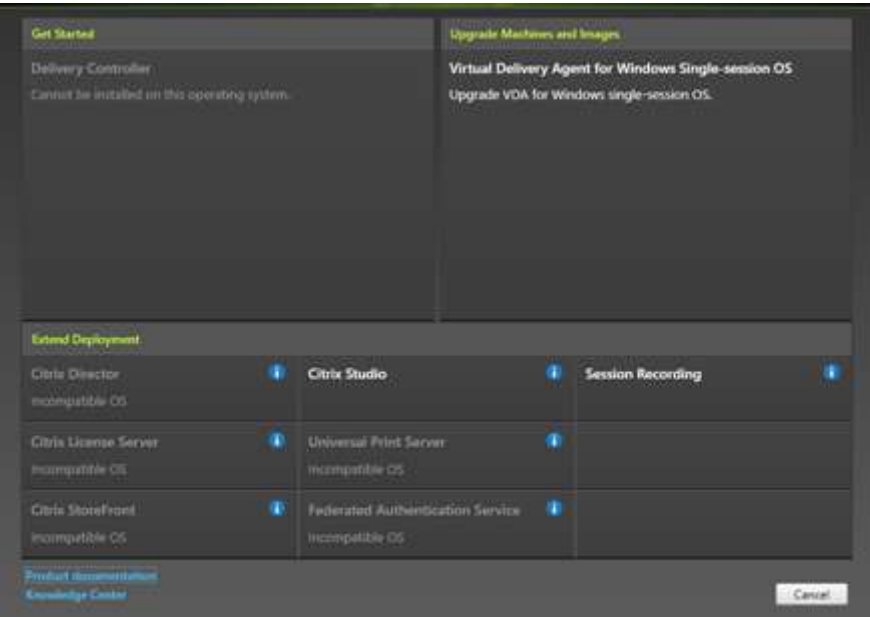 Get Started
Delivery Controller
Cannot be installed on this operating system.
Upgrade Machines and Images
Virtual Delivery Agent for Windows Single-session OS
Upgrade VDA for Windows single-session OS.
Extend Deployment
Citrix Director
Incompatible OS
Citrix Studio
Session Recording
Citrix License Server
Incompatible OS
Universal Print Server
Incompatible OS
Citrix StoreFront
Incompatible OS
Federated Authentication Service
Incompatible OS
Product documentation
Knowledge Center
Cancel